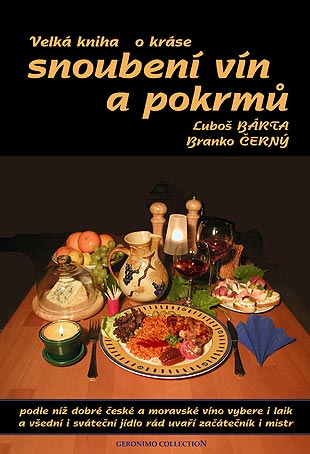 Velká kniha o kráse
snoubení vín
a pokrmů
Luboš BÁRTA
Branko ČERNÝ
podle níž dobré české a moravské víno vybere i laik
a všední i sváteční jídlo rád uvaří začátečník i mistr
GERONIMO COLLECTION